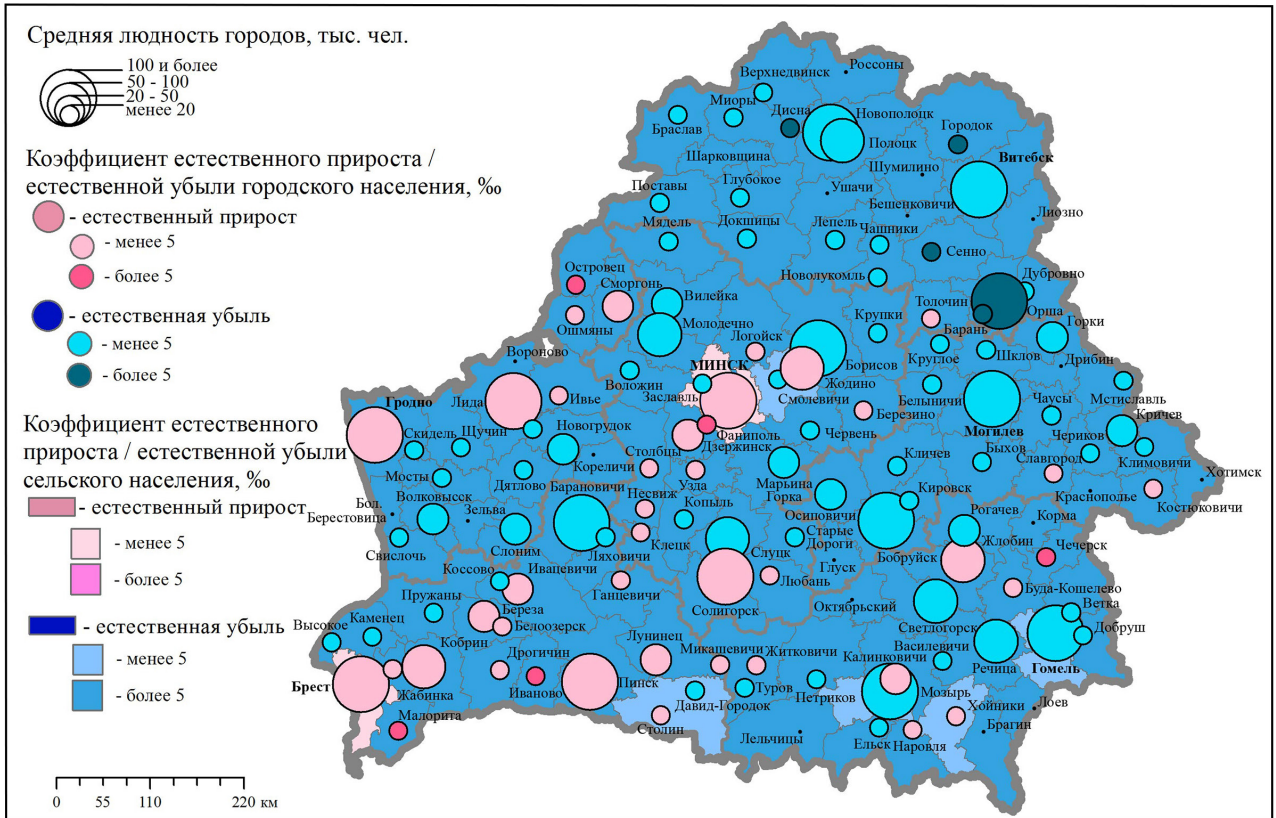 Средняя людность городов, тыс. чел.
100 и более
50 - 100
20 - 50
менее 20
Коэффициент естественного прироста /
естественной убыли городского населения, ‰
- естественный прирост
- менее 5
- более 5
- естественная убыль
- менее 5
- более 5
Коэффициент естественного
прироста / естественной убыли
сельского населения, ‰
- естественный прирост
- менее 5
- более 5
- естественная убыль
- менее 5
- более 5
0 55 110 220 км
Верхнедвинск
Россоны
Миоры
Дисна
Браслав
Новополоцк
Городок
Полоцк
Витебск
Шарковщина
Шумилино
Поставы
Глубокое
Ушачи
Бешенковичи
Лиозно
Мядель
Докшицы
Лепель
Чашники
Сенно
Новолукомль
Дубровно
Островец
Сморгонь
Вилейка
Толочин
Орша
Ошмяны
Молодечно
Логойск
Крупки
Барань
Горки
Вороново
МИНСК
Борисов
Круглое
Шклов
Дрибин
Воложин
Заславль
Жодино
Смолевичи
Белыничи
Мстиславль
Гродно
Лида
Ивье
Березино
Чаусы
Кричев
Скидель
Щучин
Новогрудок
Фаниполь
Дзержинск
Червень
Могилев
Чериков
Кореличи
Столбцы
Быхов
Славгород
Климовичи
Мосты
Дятлово
Узда
Марьина
Горка
Кличев
Хотимск
Волковысск
Барановичи
Несвиж
Копыль
Кировск
Краснополье
Костюковичи
Бол.
Берестовица
Зельва
Осиповичи
Рогачев
Корма
Свислочь
Слоним
Ляховичи
Клецк
Слуцк
Старые
Дороги
Бобруйск
Жлобин
Чечерск
Глуск
Коссово
Ивацевичи
Ганцевичи
Любань
Буда-Кошелево
Пружаны
Береза
Солигорск
Октябрьский
Ветка
Высокое
Каменец
Белоозерск
Светлогорск
Добруш
Кобрин
Лунинец
Микашевичи
Житковичи
Василевичи
Дрогичин
Калинковичи
Речица
Гомель
Брест
Жабинка
Иваново
Пинск
Туров
Петриков
Мозырь
Хойники
Лоев
Малорита
Давид-Городок
Столин
Лельчицы
Ельск
Наровля
Брагин